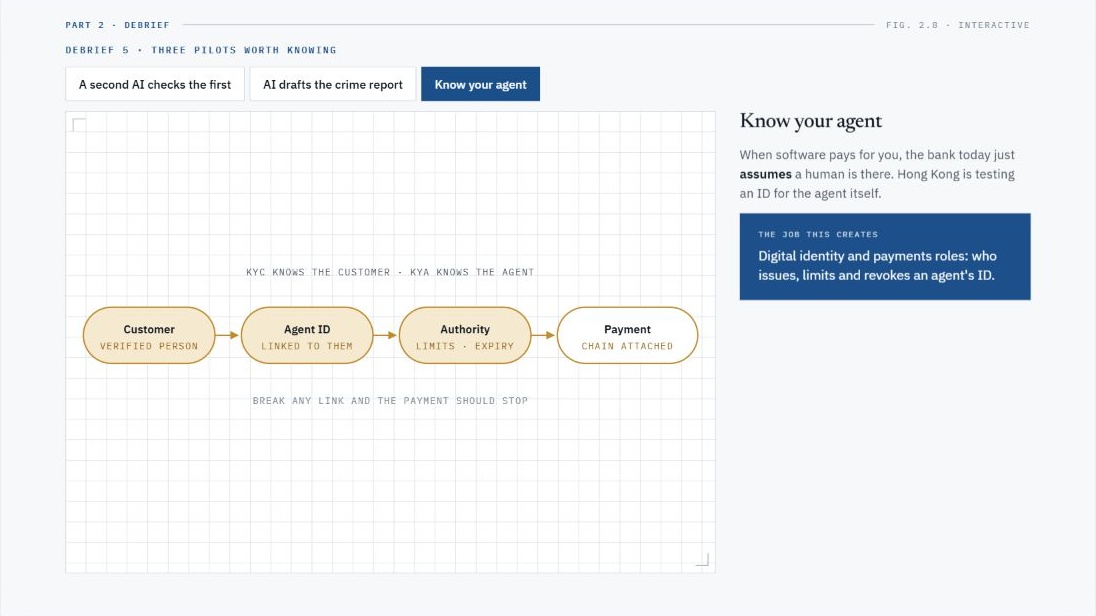 PART 2 · DEBRIEF
FIG. 2.8 · INTERACTIVE
DEBRIEF 5 · THREE PILOTS WORTH KNOWING
A second AI checks the first
AI drafts the crime report
Know your agent
KYC KNOWS THE CUSTOMER · KYA KNOWS THE AGENT
Customer
VERIFIED PERSON
Agent ID
LINKED TO THEM
Authority
LIMITS · EXPIRY
Payment
CHAIN ATTACHED
BREAK ANY LINK AND THE PAYMENT SHOULD STOP
Know your agent
When software pays for you, the bank today just
assumes a human is there. Hong Kong is testing
an ID for the agent itself.
THE JOB THIS CREATES
Digital identity and payments roles: who
issues, limits and revokes an agent's ID.